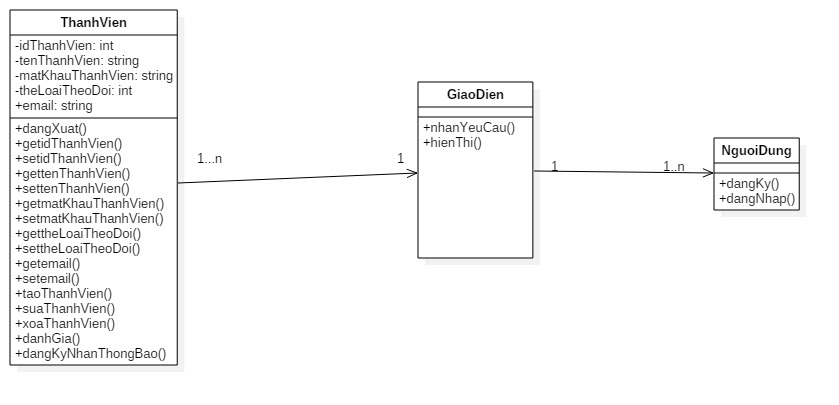 ThanhVien
-idThanhVien: int
-tenThanhVien: string
-matKhauThanhVien: string
-theLoaiTheoDoi: int
+email: string
+dangXuat()
+getidThanhVien()
+setidThanhVien()
+gettenThanhVien()
+settenThanhVien()
+getmatKhauThanhVien()
+setmatKhauThanhVien()
+gettheLoaiTheoDoi()
+settheLoaiTheoDoi()
+getemail()
+setemail()
+taoThanhVien()
+suaThanhVien()
+xoaThanhVien()
+danhGia()
+dangKyNhanThongBao()
1...n
1
GiaoDien
+nhanYeuCau()
+hienThi()
1
1..n
NguoiDung
+dangKy()
+dangNhap()